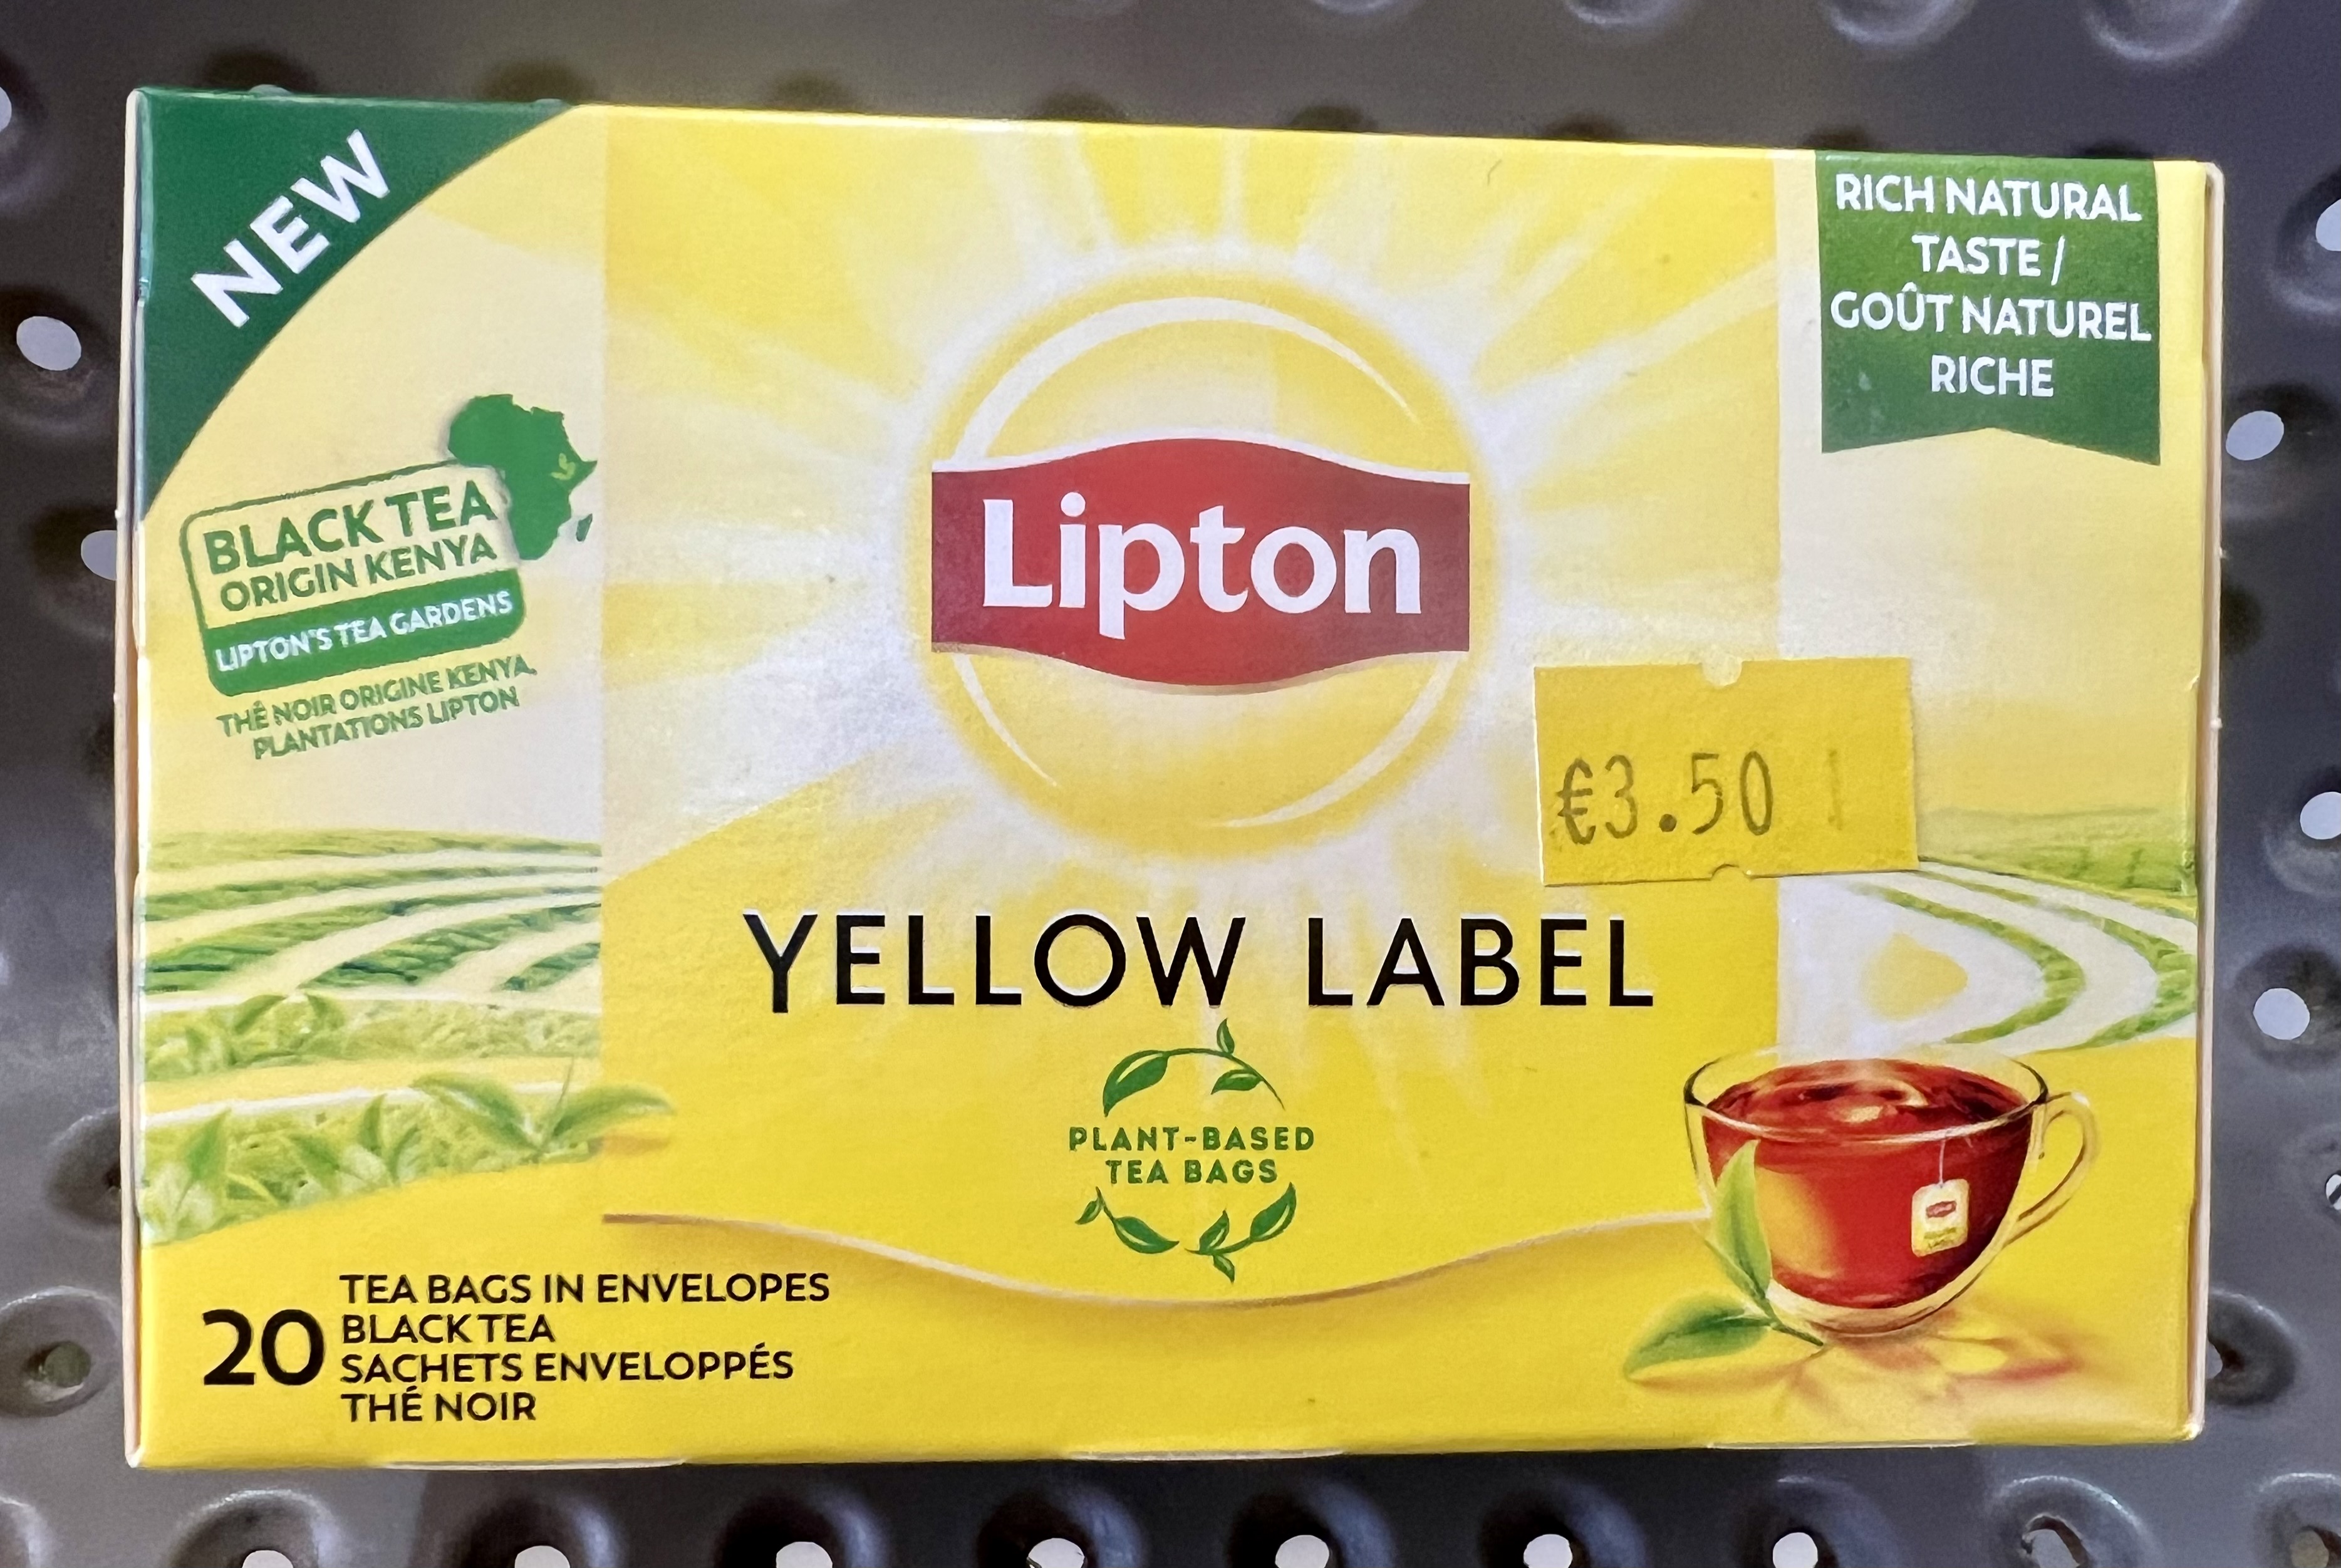 NEW
RICH NATURAL
TASTE /
GOÛT NATUREL
RICHE
BLACK TEA
ORIGIN KENYA
LIPTON'S TEA GARDENS
THÉ NOIR ORIGINE KENYA,
PLANTATIONS LIPTON
Lipton
€3.50
YELLOW LABEL
PLANT-BASED
TEA BAGS
20
TEA BAGS IN ENVELOPES
BLACK TEA
SACHETS ENVELOPPÉS
THÉ NOIR